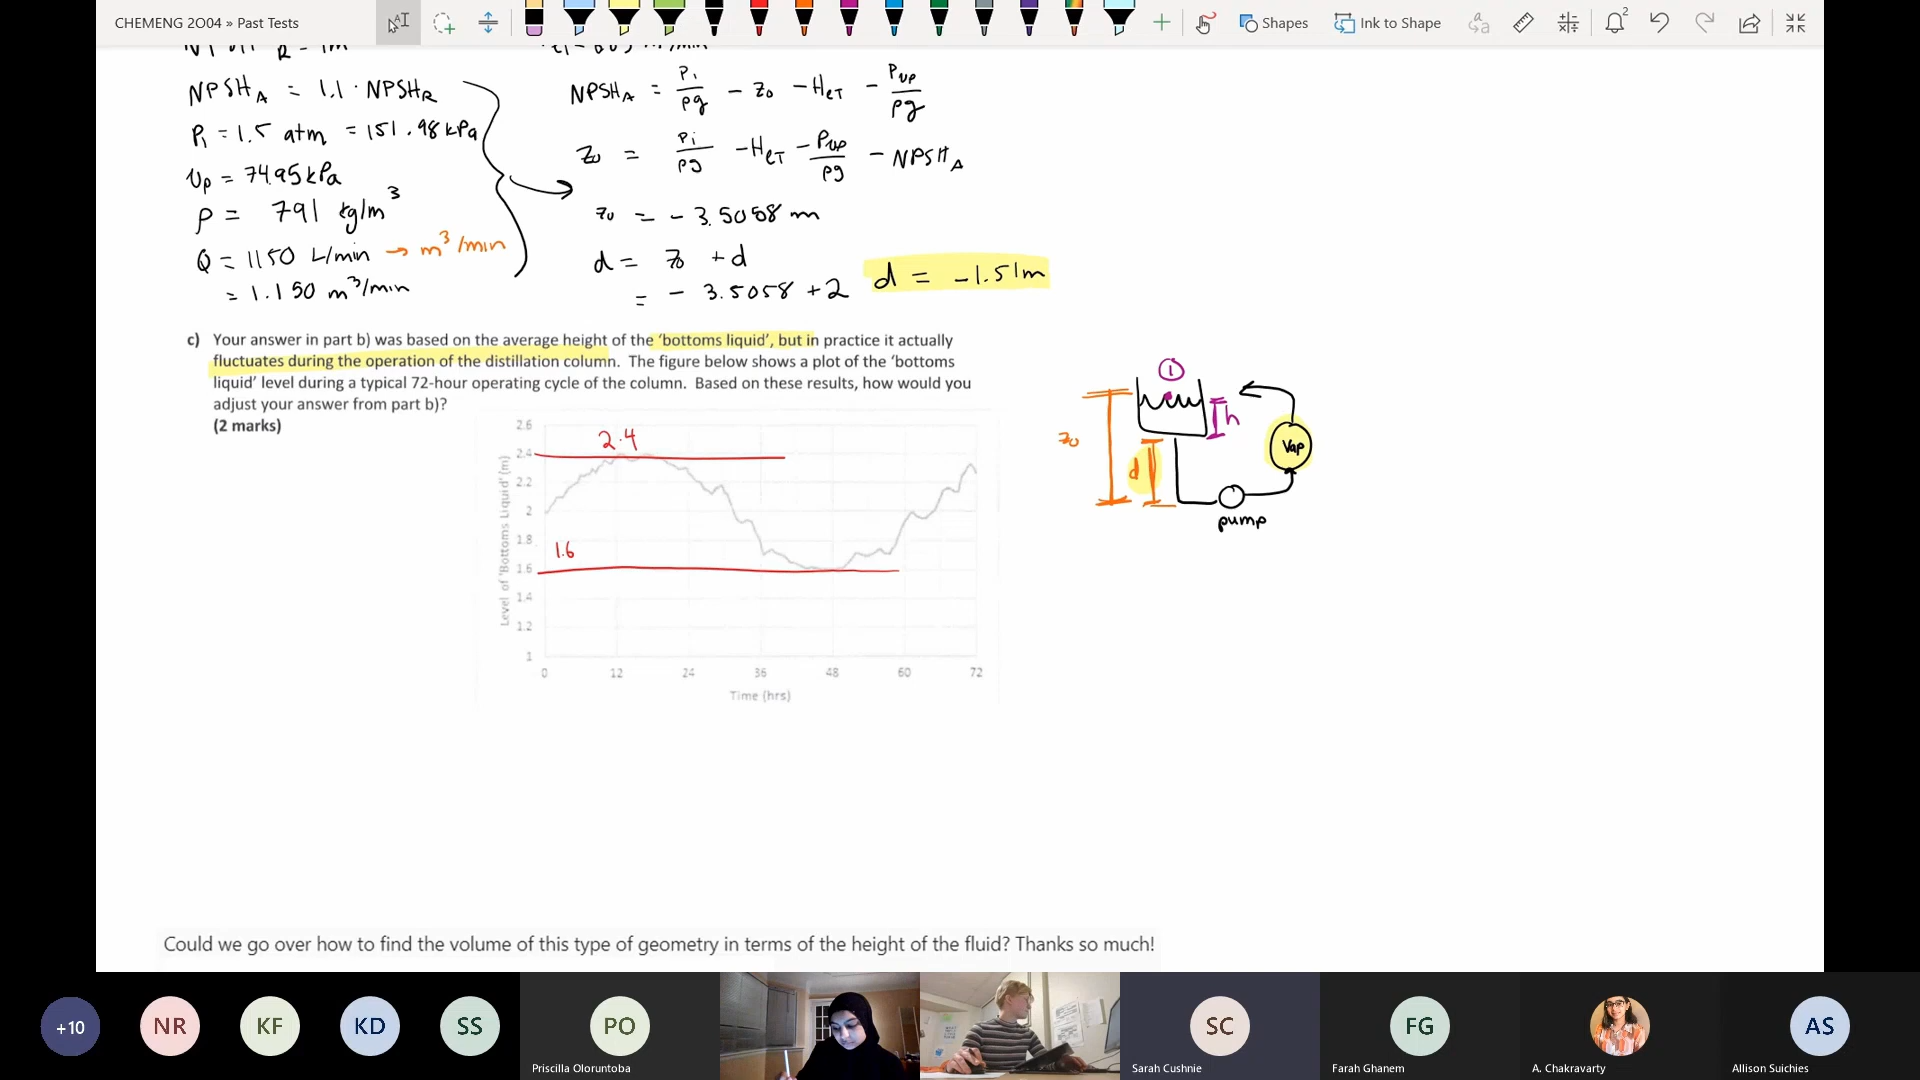 CHEMENG 2O04 » Past Tests
Shapes
Ink to Shape
2
NPSHA = 1.1 · NPSHR
P1 = 1.5 atm = 151.98 kPa
Vp = 74.95 kPa
ρ = 791 kg/m³
Q = 1150 L/min → m³/min
= 1.150 m³/min
NPSHA = Pi/ρg - z0 - HeT - Pvp/ρg
z0 = Pi/ρg - HeT - Pvp/ρg - NPSHA
z0 = - 3.5058 m
d = z0 + d
= - 3.5058 + 2
d = -1.51m
c) Your answer in part b) was based on the average height of the 'bottoms liquid', but in practice it actually
fluctuates during the operation of the distillation column. The figure below shows a plot of the 'bottoms
liquid' level during a typical 72-hour operating cycle of the column. Based on these results, how would you
adjust your answer from part b)?
(2 marks)
Level of 'Bottoms Liquid' (m)
2.6
2.4
2.2
2
1.8
1.6
1.4
1.2
1
2.4
1.6
0 12 24 36 48 60 72
Time (hrs)
1
h
z0
d
Vap
pump
Could we go over how to find the volume of this type of geometry in terms of the height of the fluid? Thanks so much!
+10
NR
KF
KD
SS
PO
SC
FG
AS
Priscilla Oloruntoba
Sarah Cushnie
Farah Ghanem
A. Chakravarty
Allison Suichies